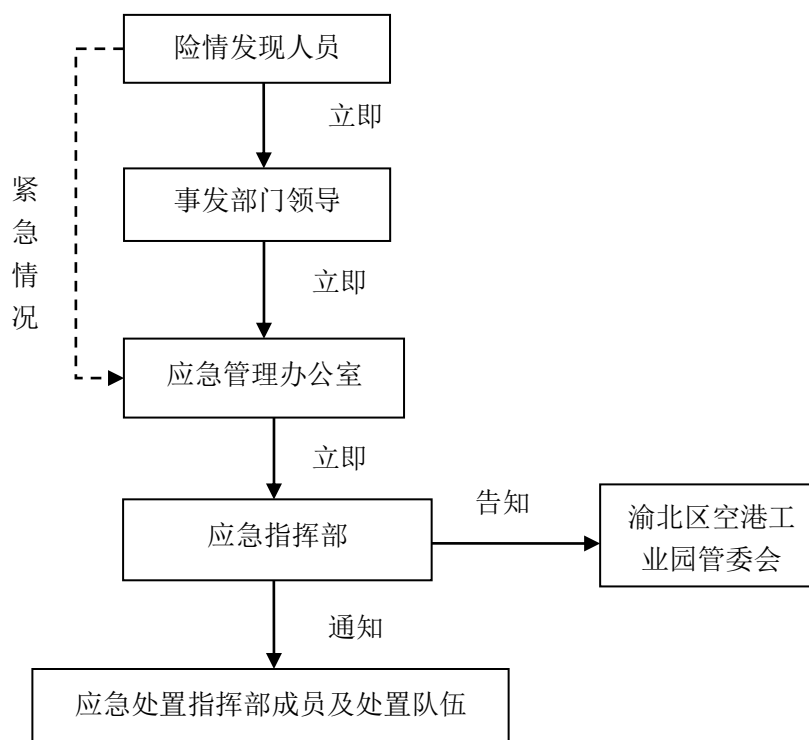 险情发现人员
立即
事发部门领导
紧急情况
立即
应急管理办公室
立即
告知
应急指挥部
渝北区空港工
业园管委会
通知
应急处置指挥部成员及处置队伍